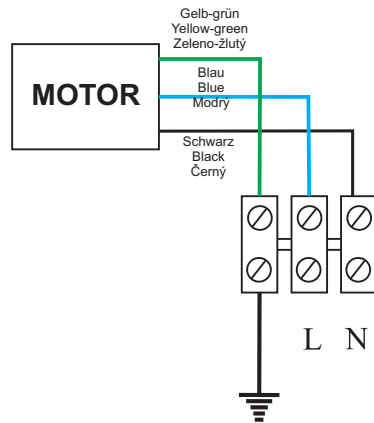 Gelb-grün
Yellow-green
Zeleno-žlutý
MOTOR
Blau
Blue
Modrý
Schwarz
Black
Černý
L N